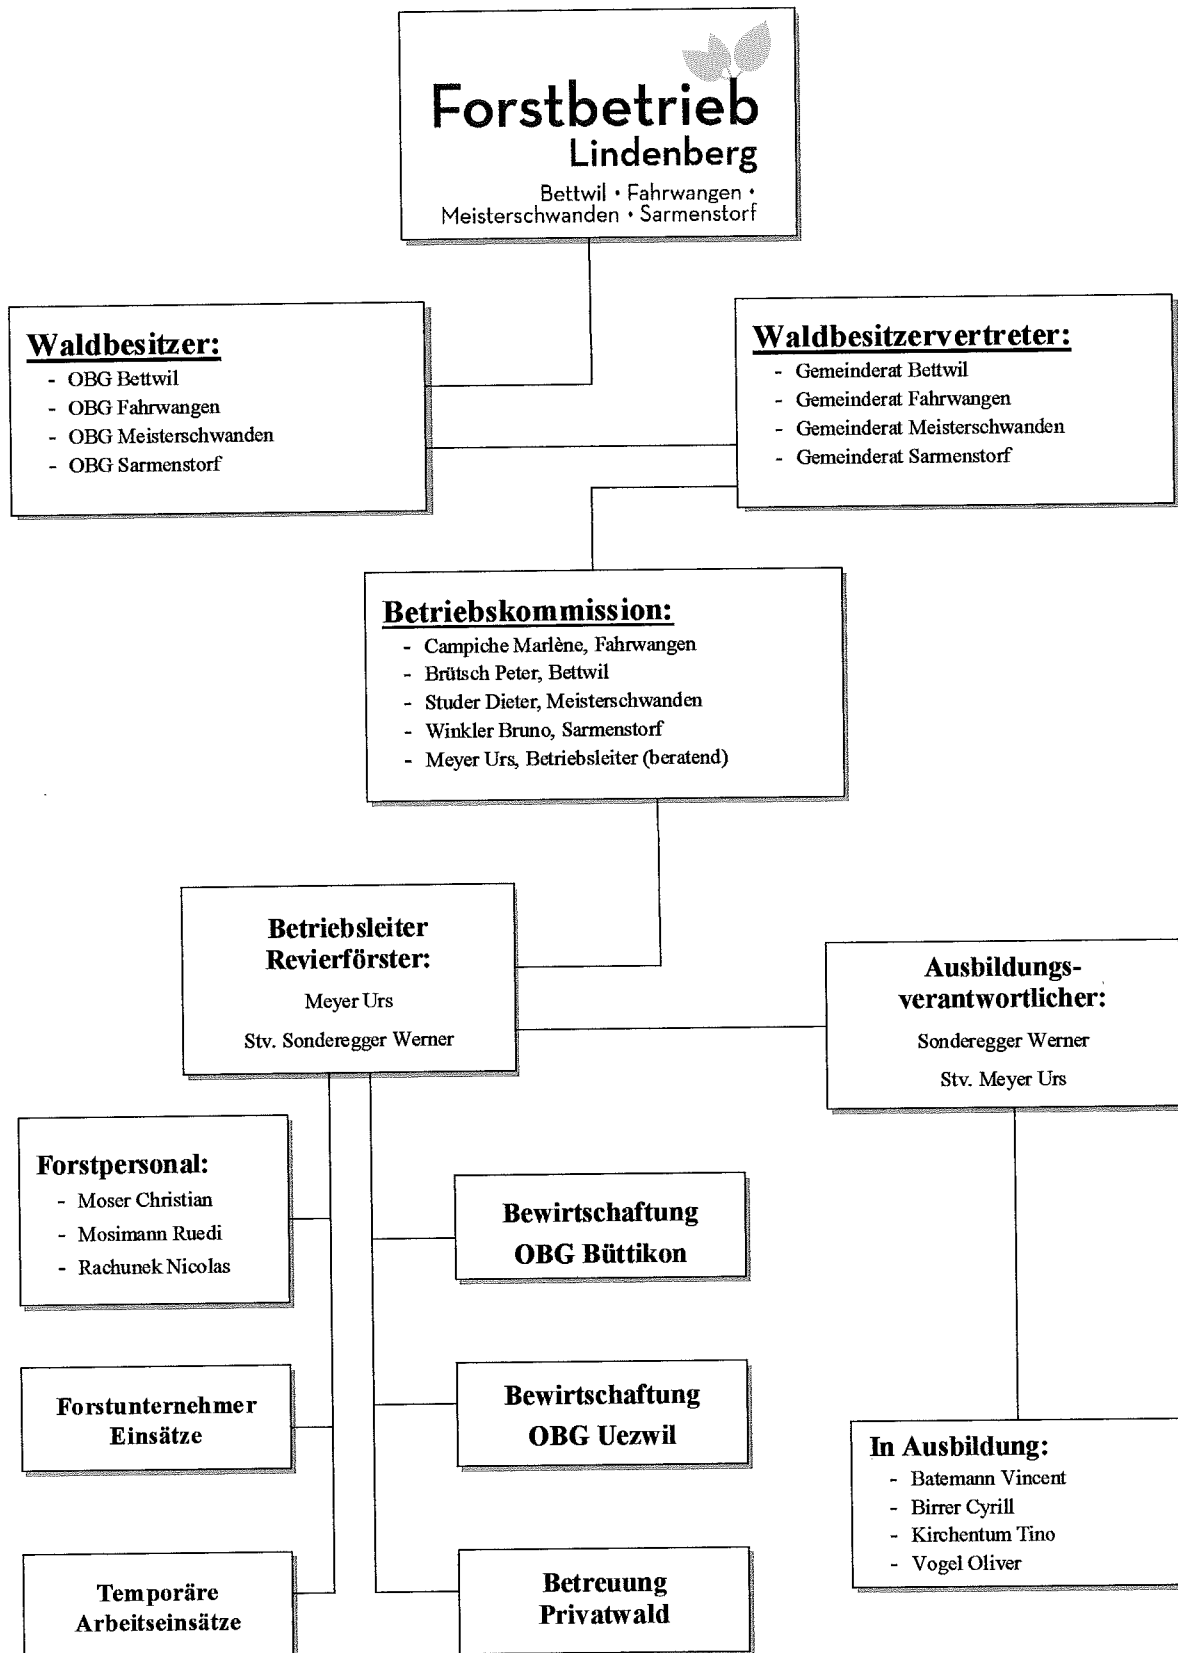 Forstbetrieb
Lindenberg
Bettwil • Fahrwangen •
Meisterschwanden • Sarmenstorf
Waldbesitzer:
- OBG Bettwil
- OBG Fahrwangen
- OBG Meisterschwanden
- OBG Sarmenstorf
Waldbesitzervertreter:
- Gemeinderat Bettwil
- Gemeinderat Fahrwangen
- Gemeinderat Meisterschwanden
- Gemeinderat Sarmenstorf
Betriebskommission:
- Campiche Marlène, Fahrwangen
- Brütsch Peter, Bettwil
- Studer Dieter, Meisterschwanden
- Winkler Bruno, Sarmenstorf
- Meyer Urs, Betriebsleiter (beratend)
Betriebsleiter
Revierförster:
Meyer Urs
Stv. Sonderegger Werner
Ausbildungs-
verantwortlicher:
Sonderegger Werner
Stv. Meyer Urs
Forstpersonal:
- Moser Christian
- Mosimann Ruedi
- Rachunek Nicolas
Bewirtschaftung
OBG Büttikon
Forstunternehmer
Einsätze
Bewirtschaftung
OBG Uezwil
In Ausbildung:
- Batemann Vincent
- Birrer Cyrill
- Kirchentum Tino
- Vogel Oliver
Temporäre
Arbeitseinsätze
Betreuung
Privatwald